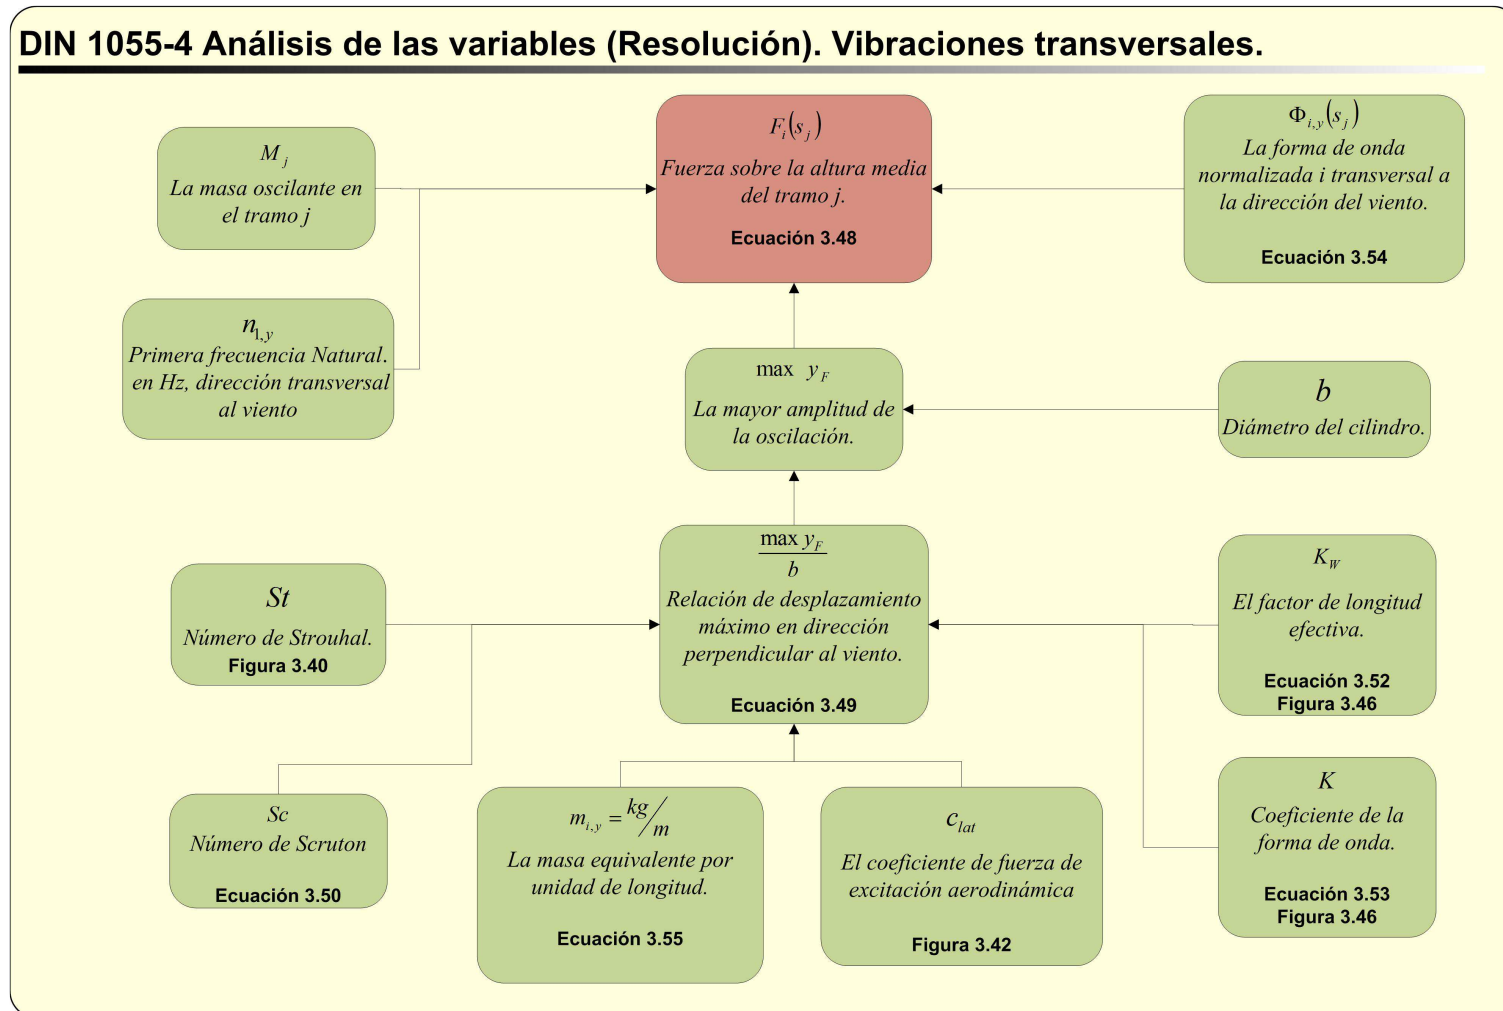 DIN 1055-4 Análisis de las variables (Resolución). Vibraciones transversales.
M_j
La masa oscilante en
el tramo j
F_i(s_j)
Fuerza sobre la altura media
del tramo j.
Ecuación 3.48
Φ_{i,y}(s_j)
La forma de onda
normalizada i transversal a
la dirección del viento.
Ecuación 3.54
n_{1,y}
Primera frecuencia Natural.
en Hz, dirección transversal
al viento
max y_F
La mayor amplitud de
la oscilación.
b
Diámetro del cilindro.
St
Número de Strouhal.
Figura 3.40
max y_F
b
Relación de desplazamiento
máximo en dirección
perpendicular al viento.
Ecuación 3.49
K_W
El factor de longitud
efectiva.
Ecuación 3.52
Figura 3.46
Sc
Número de Scruton
Ecuación 3.50
m_{i,y} = kg/m
La masa equivalente por
unidad de longitud.
Ecuación 3.55
c_{lat}
El coeficiente de fuerza de
excitación aerodinámica
Figura 3.42
K
Coeficiente de la
forma de onda.
Ecuación 3.53
Figura 3.46